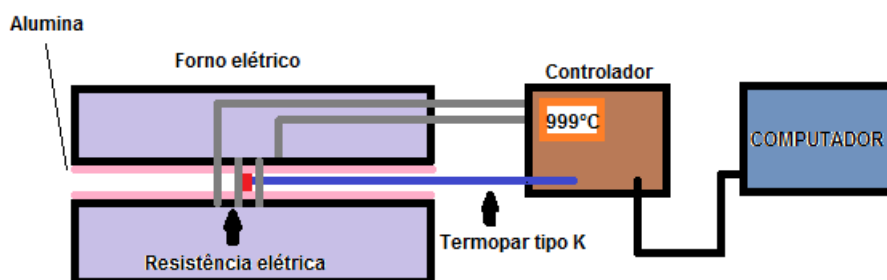 Alumina
Forno elétrico
Controlador
999°C
COMPUTADOR
Termopar tipo K
Resistência elétrica